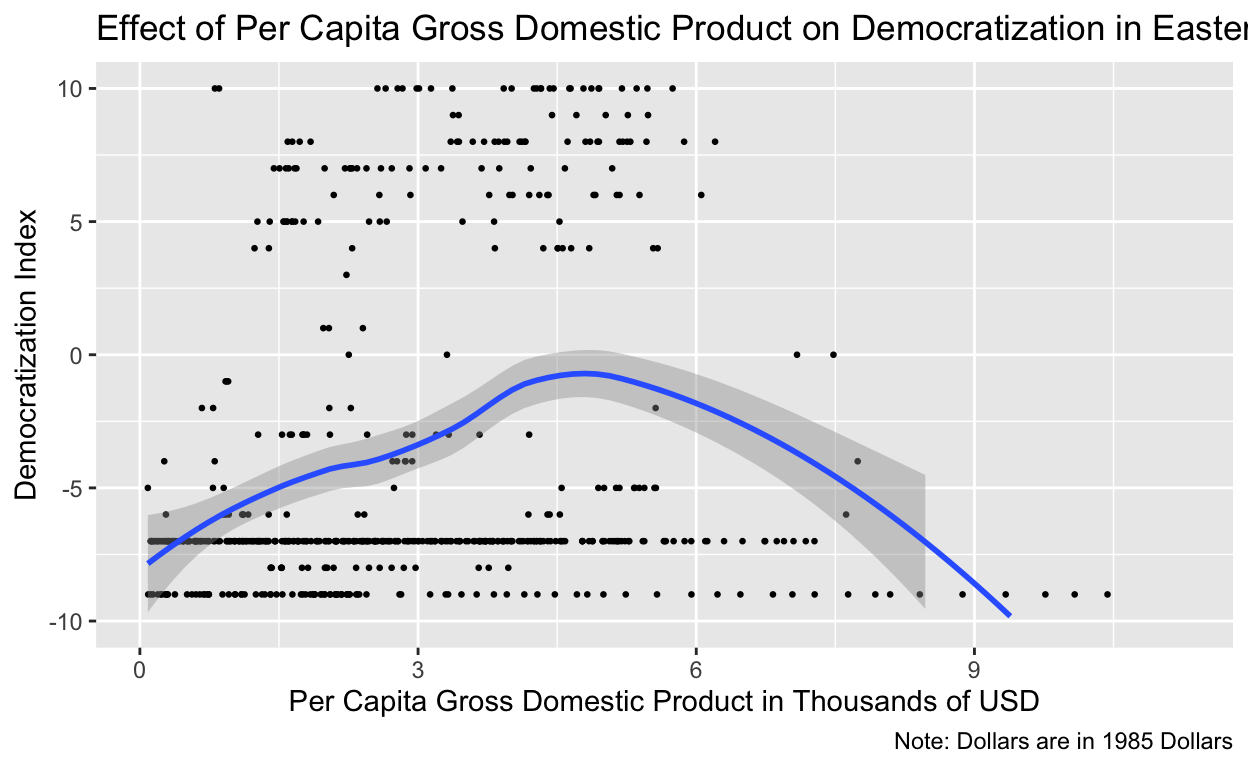 Effect of Per Capita Gross Domestic Product on Democratization in Easter
10
5
0
-5
-10
Democratization Index
0 3 6 9
Per Capita Gross Domestic Product in Thousands of USD
Note: Dollars are in 1985 Dollars